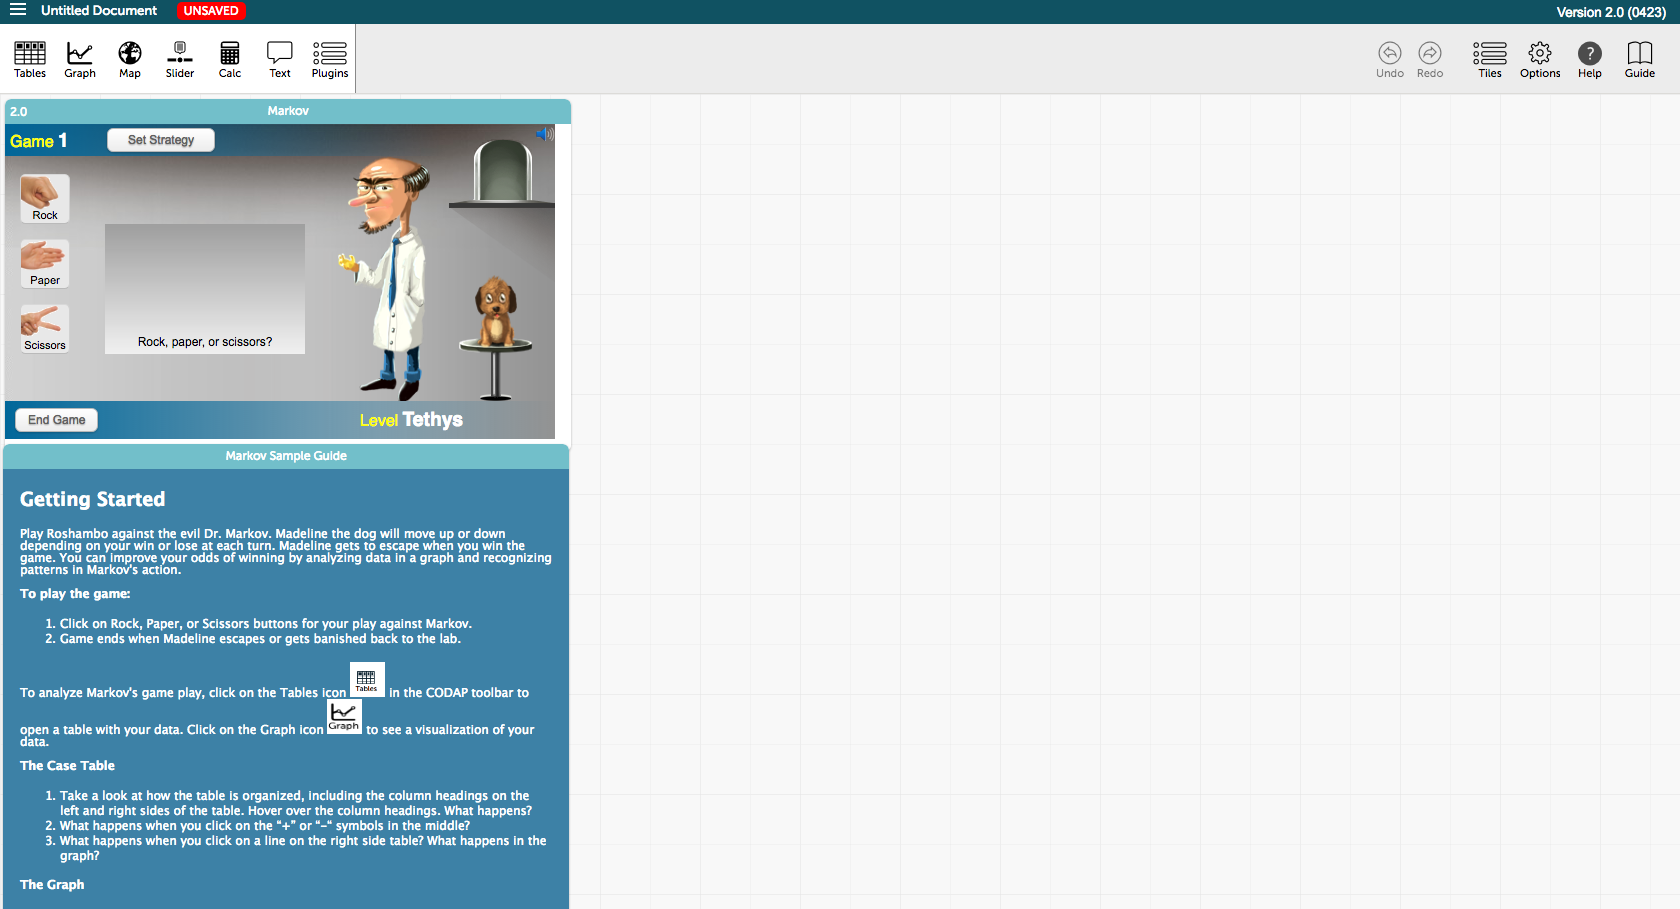 Untitled Document UNSAVED Version 2.0 (0423)
Tables Graph Map Slider Calc Text Plugins Undo Redo Tiles Options Help Guide
2.0 Markov
Game 1 Set Strategy
Rock
Paper
Scissors
Rock, paper, or scissors?
End Game Level Tethys
Markov Sample Guide
Getting Started
Play Roshambo against the evil Dr. Markov. Madeline the dog will move up or down
depending on your win or lose at each turn. Madeline gets to escape when you win the
game. You can improve your odds of winning by analyzing data in a graph and recognizing
patterns in Markov's action.
To play the game:
1. Click on Rock, Paper, or Scissors buttons for your play against Markov.
2. Game ends when Madeline escapes or gets banished back to the lab.
To analyze Markov's game play, click on the Tables icon Tables in the CODAP toolbar to
open a table with your data. Click on the Graph icon Graph to see a visualization of your
data.
The Case Table
1. Take a look at how the table is organized, including the column headings on the
left and right sides of the table. Hover over the column headings. What happens?
2. What happens when you click on the "+" or "-" symbols in the middle?
3. What happens when you click on a line on the right side table? What happens in the
graph?
The Graph